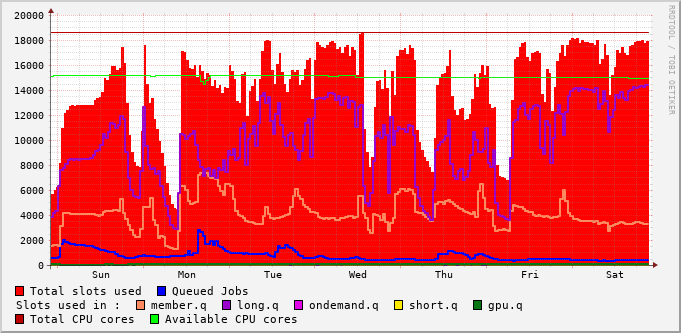 20000
18000
16000
14000
12000
10000
8000
6000
4000
2000
0
Sun Mon Tue Wed Thu Fri Sat
RRDTOOL / TOBI OETIKER
Total slots used Queued Jobs
Slots used in : member.q long.q ondemand.q short.q gpu.q
Total CPU cores Available CPU cores